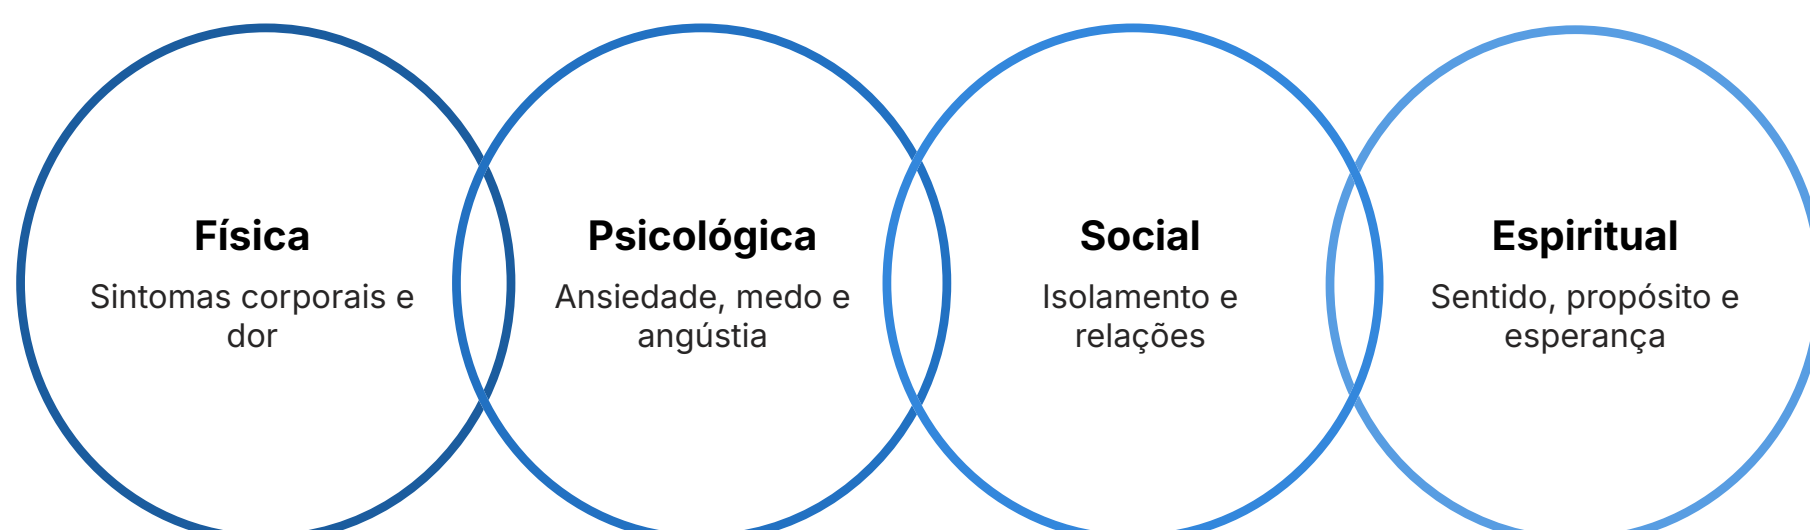 Física
Sintomas corporais e
dor
Psicológica
Ansiedade, medo e
angústia
Social
Isolamento e
relações
Espiritual
Sentido, propósito e
esperança